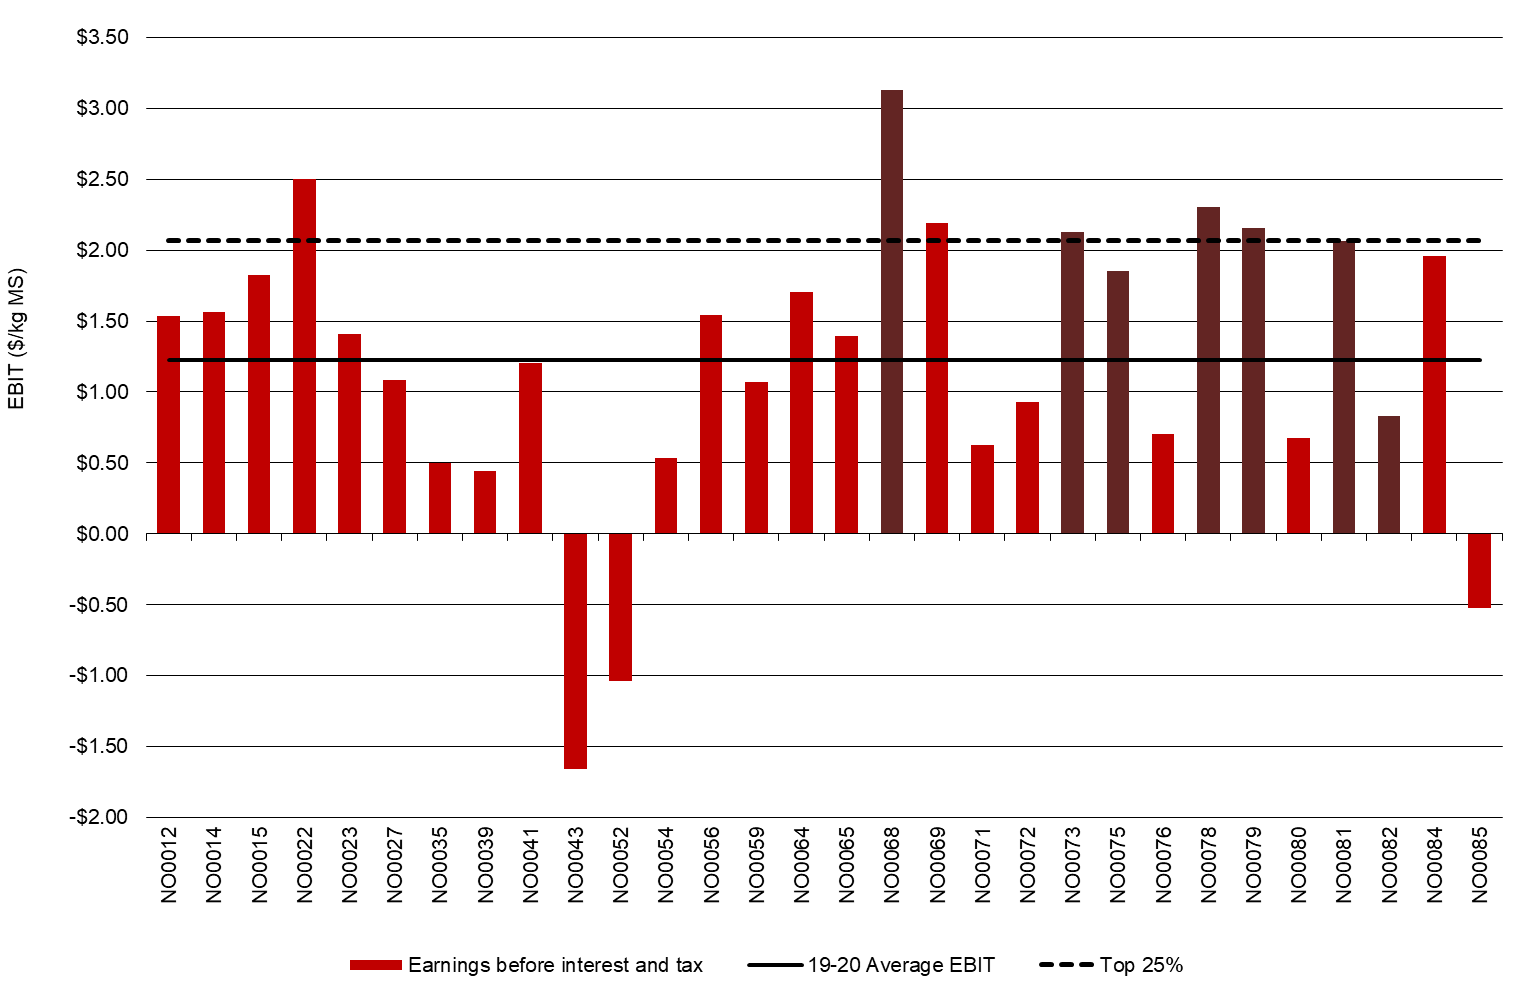 $3.50
$3.00
$2.50
$2.00
$1.50
$1.00
$0.50
$0.00
-$0.50
-$1.00
-$1.50
-$2.00
EBIT ($/kg MS)
NO0012
NO0014
NO0015
NO0022
NO0023
NO0027
NO0035
NO0039
NO0041
NO0043
NO0052
NO0054
NO0056
NO0059
NO0064
NO0065
NO0068
NO0069
NO0071
NO0072
NO0073
NO0075
NO0076
NO0078
NO0079
NO0080
NO0081
NO0082
NO0084
NO0085
Earnings before interest and tax
19-20 Average EBIT
Top 25%